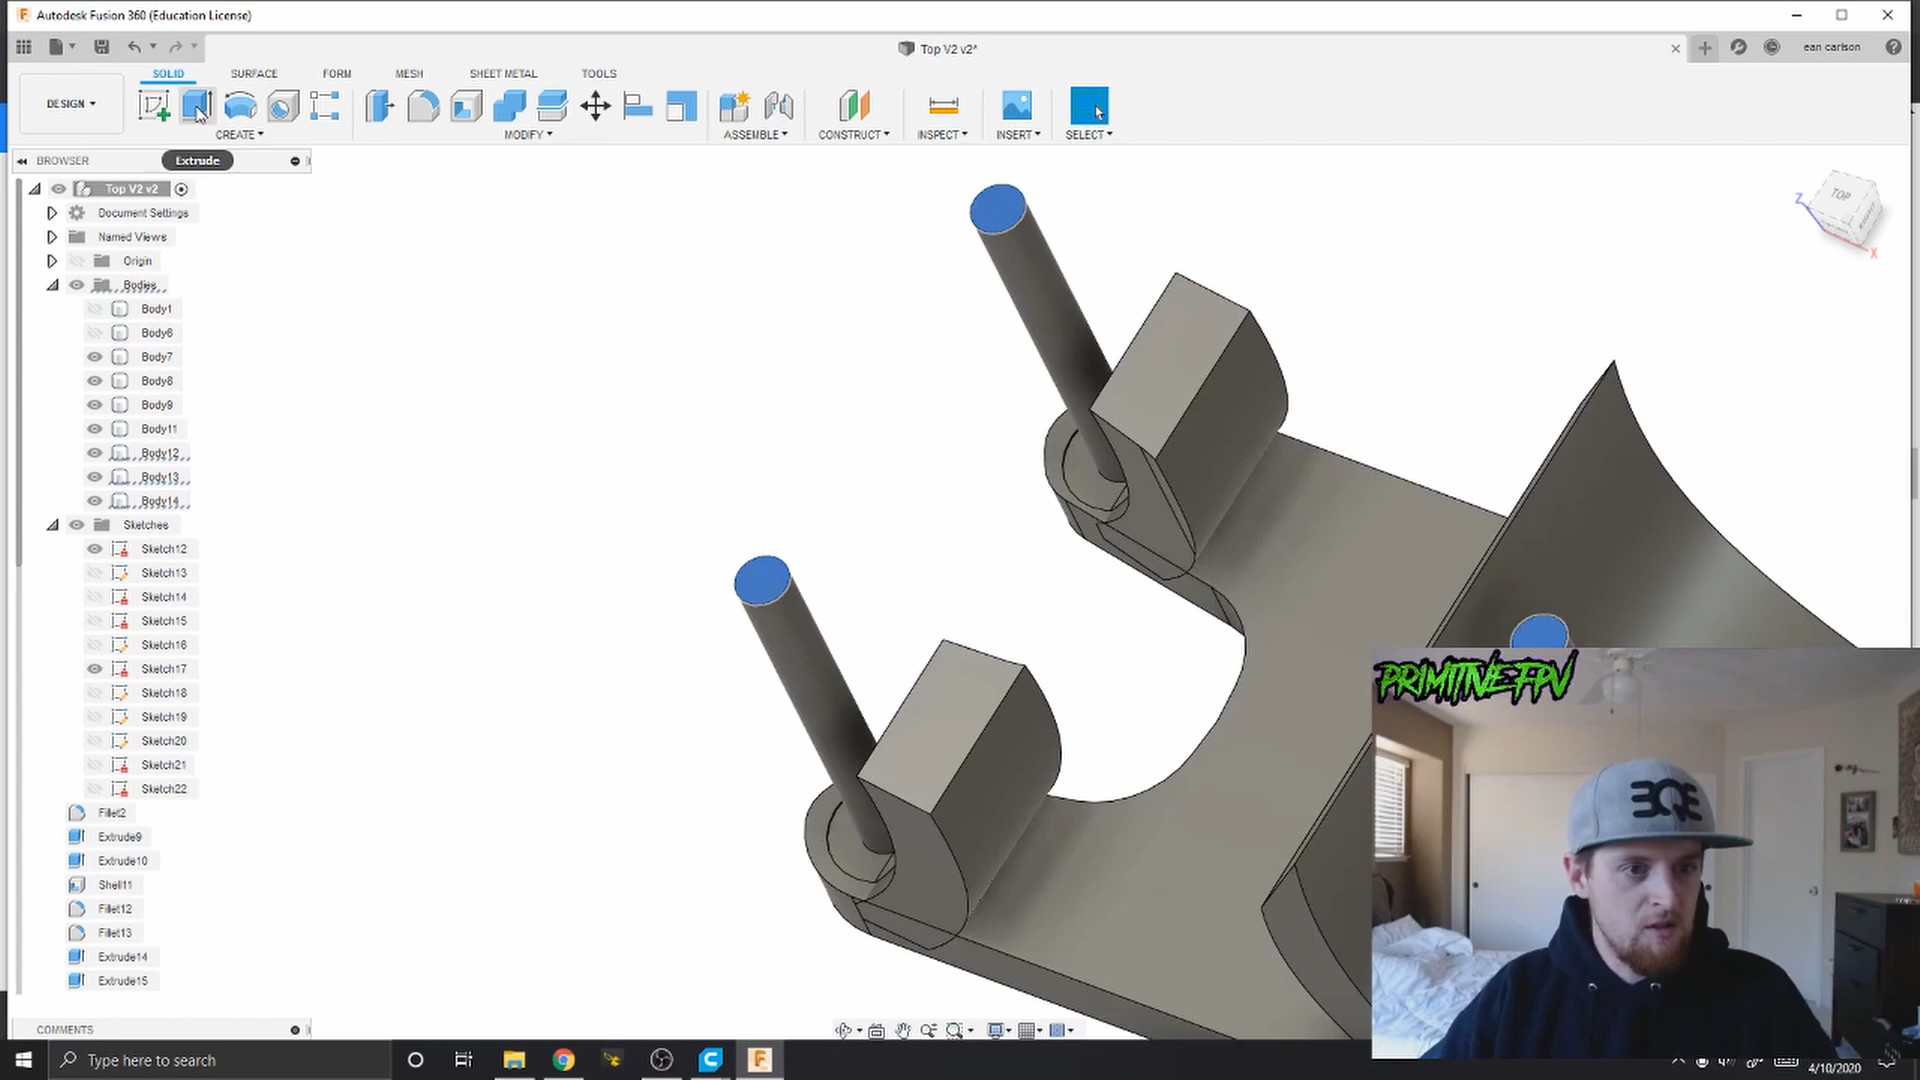 Autodesk Fusion 360 (Education License)
Top V2 v2*
ean carlson
DESIGN
SOLID
SURFACE
FORM
MESH
SHEET METAL
TOOLS
CREATE
MODIFY
ASSEMBLE
CONSTRUCT
INSPECT
INSERT
SELECT
BROWSER
Extrude
Top V2 v2
Document Settings
Named Views
Origin
Bodies
Body1
Body6
Body7
Body8
Body9
Body11
Body12
Body13
Body14
Sketches
Sketch12
Sketch13
Sketch14
Sketch15
Sketch16
Sketch17
Sketch18
Sketch19
Sketch20
Sketch21
Sketch22
Fillet2
Extrude9
Extrude10
Shell11
Fillet12
Fillet13
Extrude14
Extrude15
TOP
Z
X
PRIMITIVE FPV
COMMENTS
Type here to search
4/10/2020